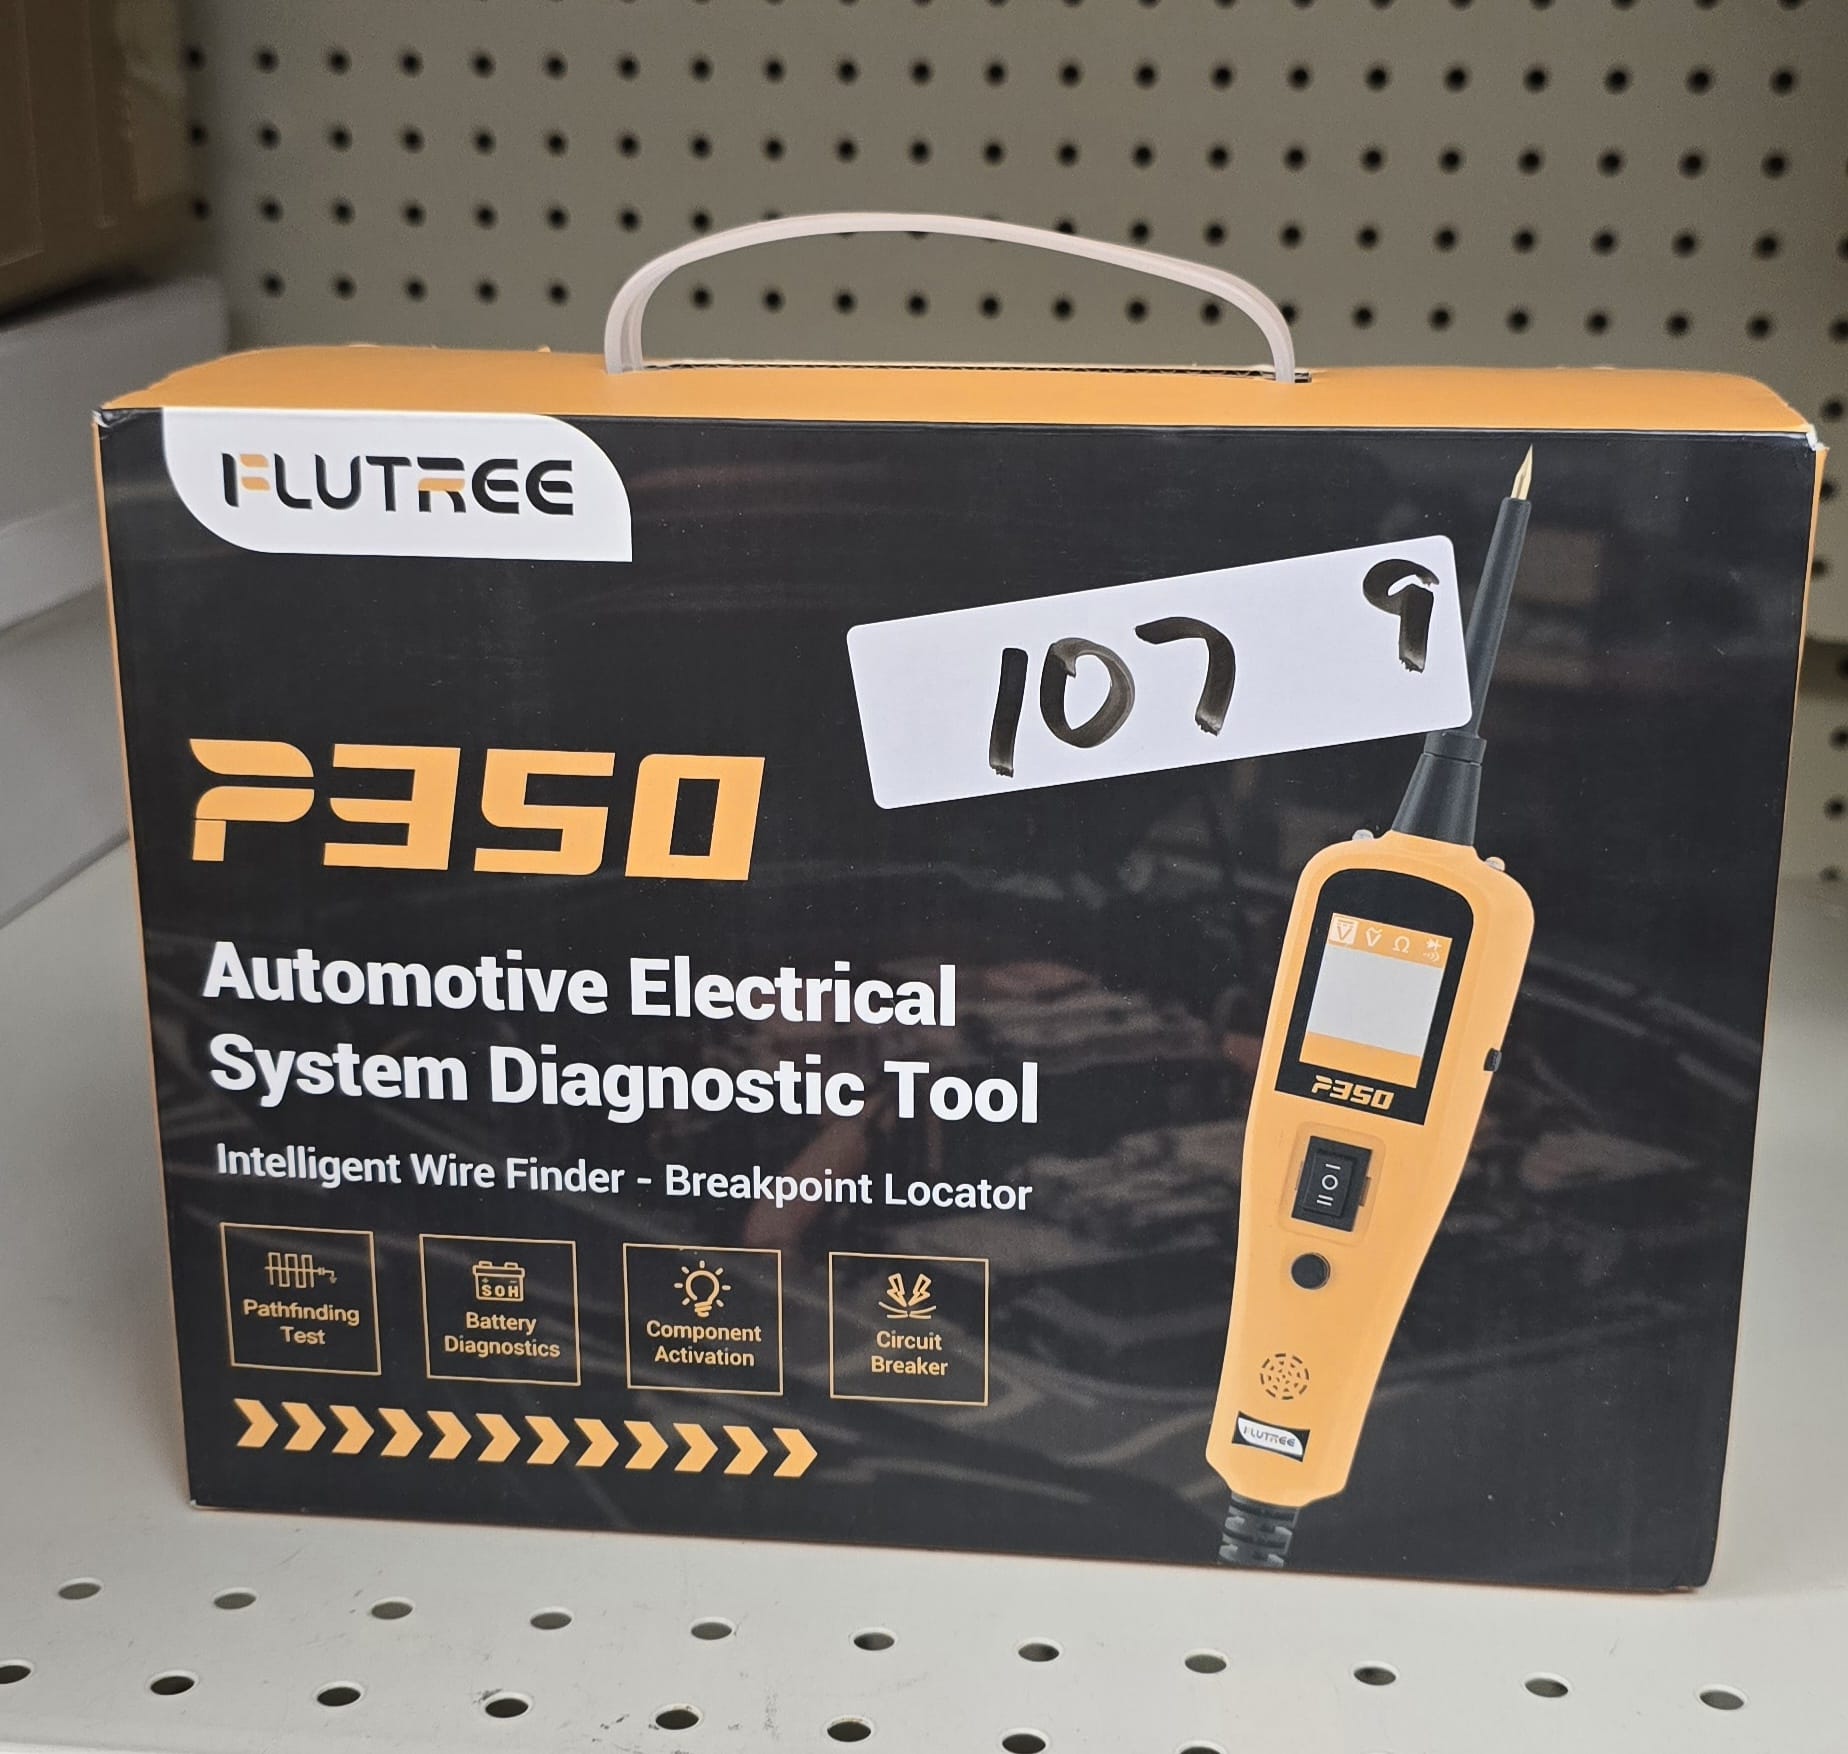 FLUTREE
107 9
P350
Automotive Electrical
System Diagnostic Tool
Intelligent Wire Finder - Breakpoint Locator
Pathfinding
Test
SOH
Battery
Diagnostics
Component
Activation
Circuit
Breaker
Ω
P350
FLUTREE